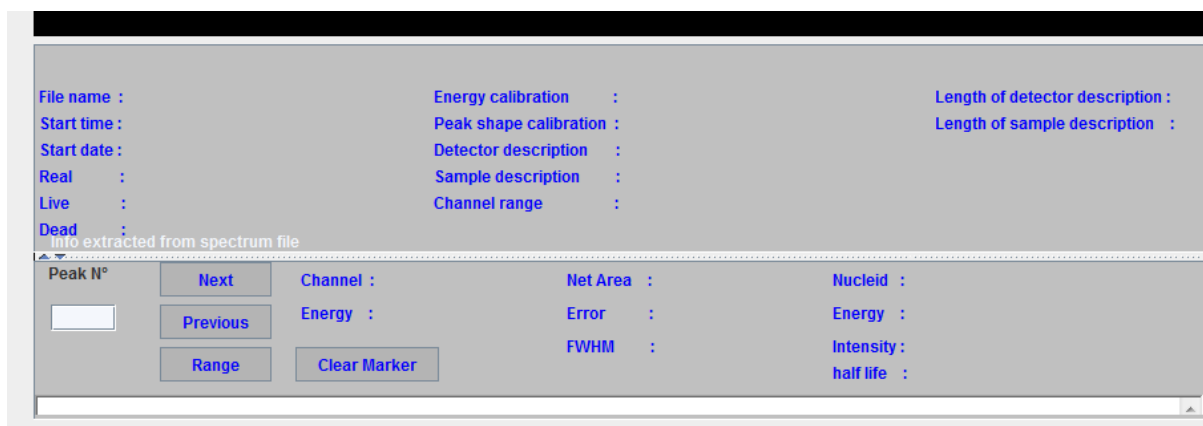 File name : Energy calibration : Length of detector description :
Start time : Peak shape calibration : Length of sample description :
Start date : Detector description :
Real : Sample description :
Live : Channel range :
Dead :
Info extracted from spectrum file
Peak N° Next Channel : Net Area : Nucleid :
Previous Energy : Error : Energy :
FWHM : Intensity :
Range Clear Marker half life :